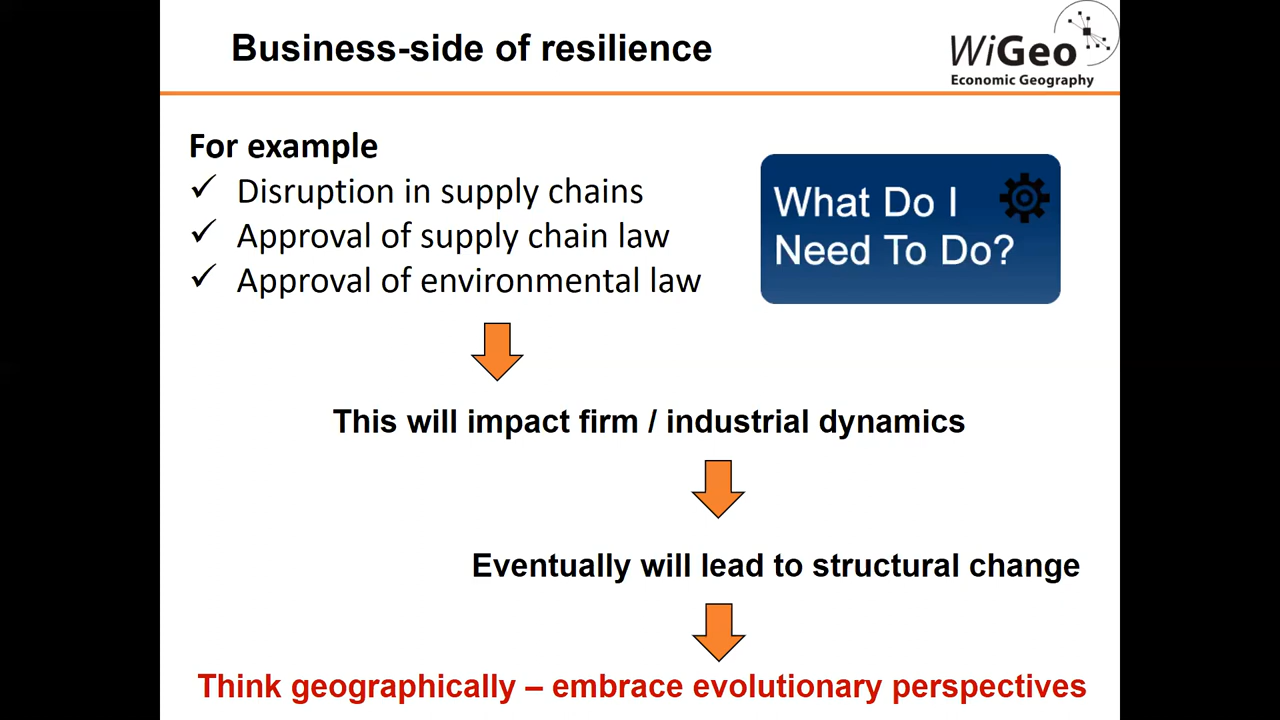 Business-side of resilience
WiGeo
Economic Geography
For example
✓ Disruption in supply chains
✓ Approval of supply chain law
✓ Approval of environmental law
What Do I
Need To Do?
This will impact firm / industrial dynamics
Eventually will lead to structural change
Think geographically – embrace evolutionary perspectives